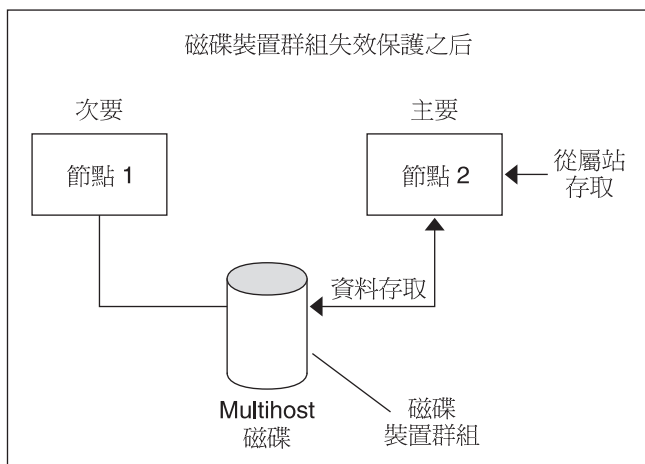 磁碟裝置群組失效保護之后
次要
主要
節點 1
節點 2
從屬站
存取
資料存取
Multihost
磁碟
磁碟
裝置群組